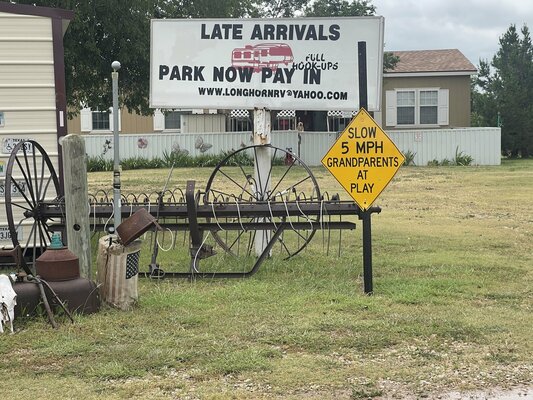 LATE ARRIVALS
FULL
HOOK-UPS
PARK NOW PAY IN
WWW.LONGHORNRV@YAHOO.COM
SLOW
5 MPH
GRANDPARENTS
AT
PLAY